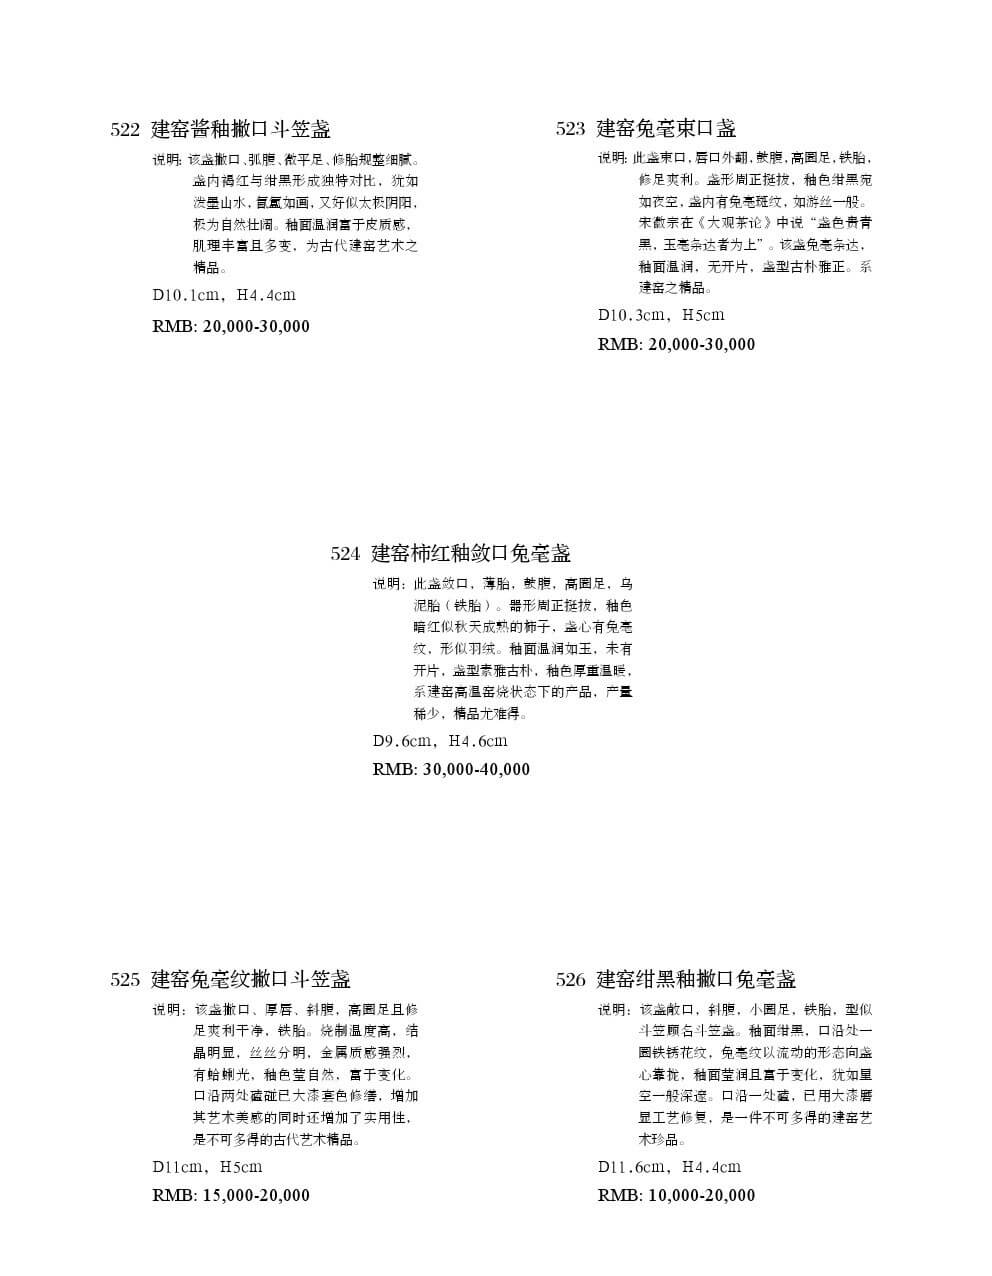 522 建窑酱釉撇口斗笠盏
说明：该盏撇口、弧腹、微平足、修胎规整细腻。
盏内褐红与绀黑形成独特对比，犹如
泼墨山水，氤氲如画，又好似太极阴阳，
极为自然壮阔。釉面温润富于皮质感，
肌理丰富且多变，为古代建窑艺术之
精品。
D10.1cm，H4.4cm
RMB: 20,000-30,000
523 建窑兔毫束口盏
说明：此盏束口，唇口外翻，鼓腹，高圈足，铁胎，
修足爽利。盏形周正挺拔，釉色绀黑宛
如夜空，盏内有兔毫斑纹，如游丝一般。
宋徽宗在《大观茶论》中说“盏色贵青
黑，玉毫条达者为上”。该盏兔毫条达，
釉面温润，无开片，盏型古朴雅正。系
建窑之精品。
D10.3cm，H5cm
RMB: 20,000-30,000
524 建窑柿红釉敛口兔毫盏
说明：此盏敛口，薄胎，鼓腹，高圈足，乌
泥胎（铁胎）。器形周正挺拔，釉色
暗红似秋天成熟的柿子，盏心有兔毫
纹，形似羽绒。釉面温润如玉，未有
开片，盏型素雅古朴，釉色厚重温暖，
系建窑高温窑烧状态下的产品，产量
稀少，精品尤难得。
D9.6cm，H4.6cm
RMB: 30,000-40,000
525 建窑兔毫纹撇口斗笠盏
说明：该盏撇口、厚唇、斜腹，高圈足且修
足爽利干净，铁胎。烧制温度高，结
晶明显，丝丝分明，金属质感强烈，
有蛤蜊光，釉色莹自然，富于变化。
口沿两处磕碰已大漆套色修缮，增加
其艺术美感的同时还增加了实用性，
是不可多得的古代艺术精品。
D11cm，H5cm
RMB: 15,000-20,000
526 建窑绀黑釉撇口兔毫盏
说明：该盏敞口，斜腹，小圈足，铁胎，型似
斗笠顾名斗笠盏。釉面绀黑，口沿处一
圈铁锈花纹，兔毫纹以流动的形态向盏
心靠拢，釉面莹润且富于变化，犹如星
空一般深邃。口沿一处磕，已用大漆磨
显工艺修复，是一件不可多得的建窑艺
术珍品。
D11.6cm，H4.4cm
RMB: 10,000-20,000